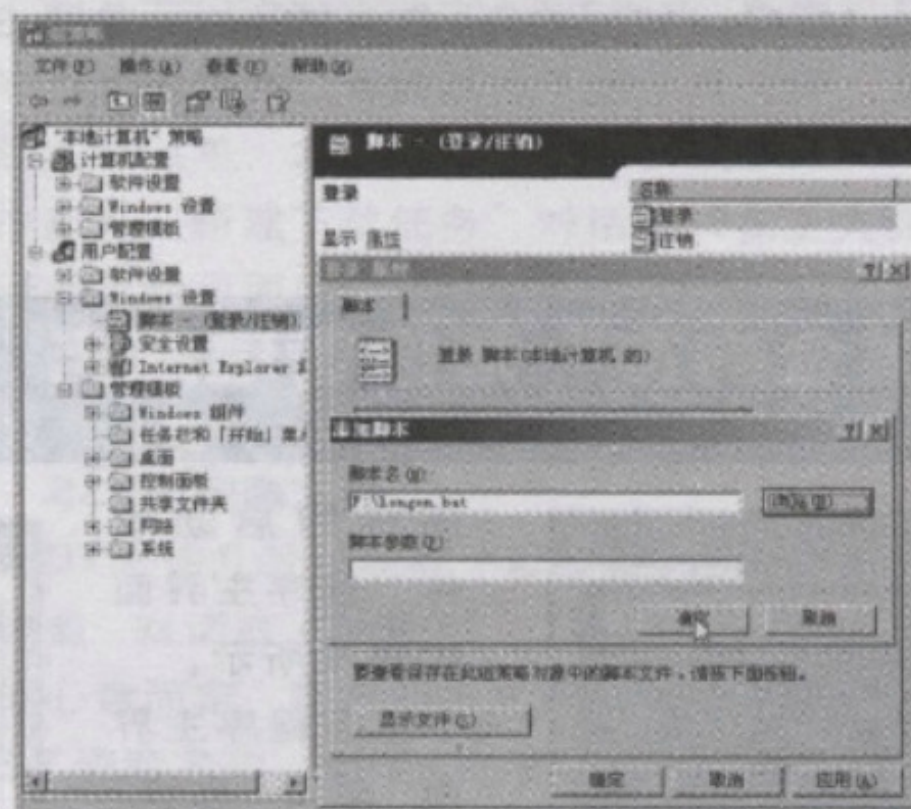 组策略
文件(F) 操作(A) 查看(V) 帮助(H)
"本地计算机" 策略
计算机配置
软件设置
Windows 设置
管理模板
用户配置
软件设置
Windows 设置
脚本 - (登录/注销)
安全设置
Internet Explorer
管理模板
Windows 组件
任务栏和「开始」菜
桌面
控制面板
共享文件夹
网络
系统
脚本 - (登录/注销)
登录
显示 属性
名称
登录
注销
登录 属性
脚本
登录 脚本(本地计算机 的)
添加脚本
脚本名(N):
F:\longon.bat
浏览(B)...
脚本参数(P):
确定
取消
要查看保存在此组策略对象中的脚本文件，请按下面按钮。
显示文件(S)...
确定
取消
应用(A)